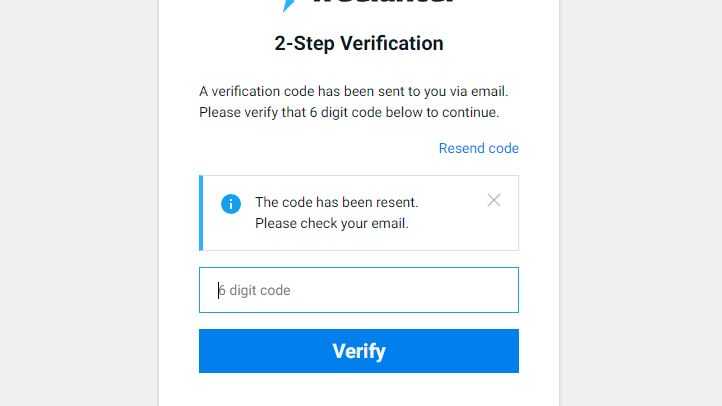 2-Step Verification
A verification code has been sent to you via email.
Please verify that 6 digit code below to continue.
Resend code
The code has been resent.
Please check your email.
6 digit code
Verify